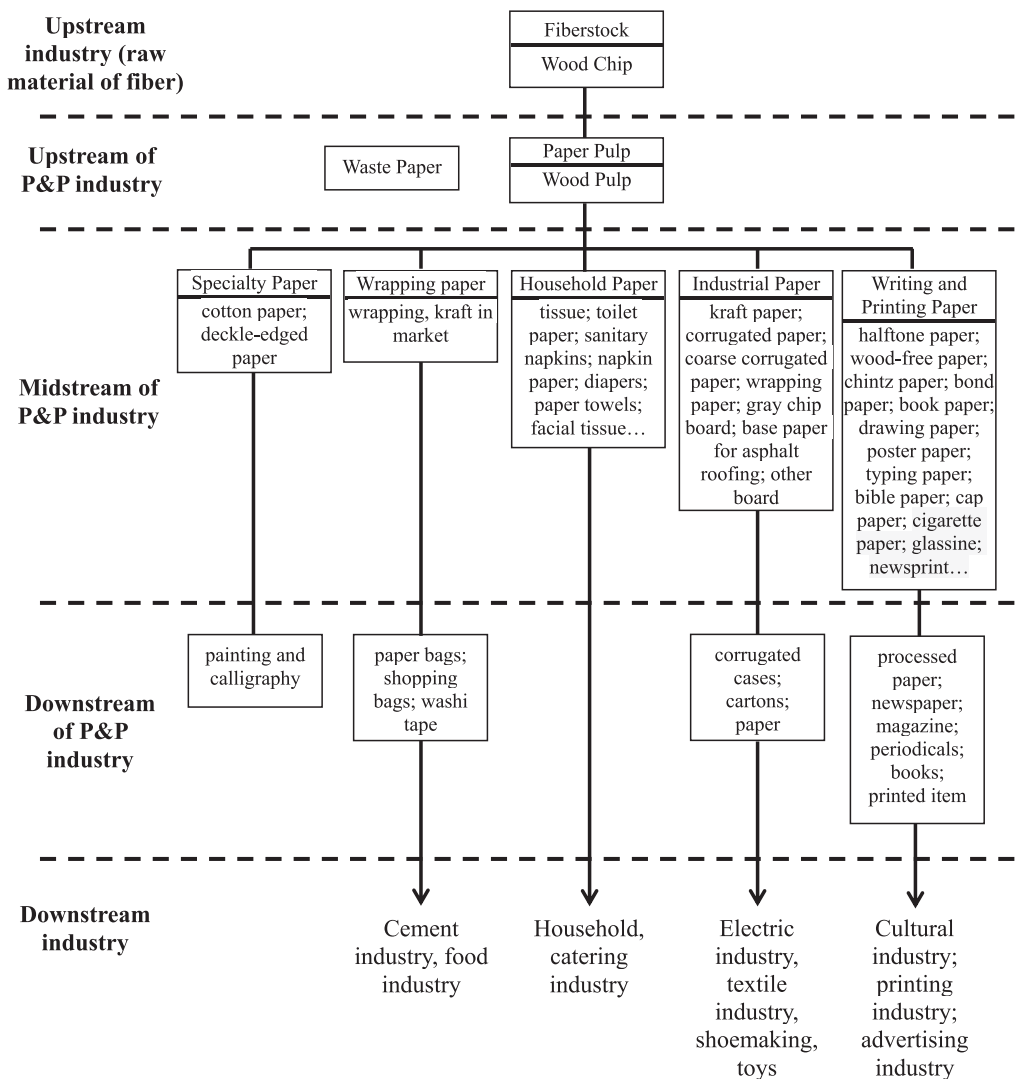 Upstream
industry (raw
material of fiber)
Fiberstock
Wood Chip
Upstream of
P&P industry
Waste Paper
Paper Pulp
Wood Pulp
Midstream of
P&P industry
Specialty Paper
cotton paper;
deckle-edged
paper
Wrapping paper
wrapping, kraft in
market
Household Paper
tissue; toilet
paper; sanitary
napkins; napkin
paper; diapers;
paper towels;
facial tissue…
Industrial Paper
kraft paper;
corrugated paper;
coarse corrugated
paper; wrapping
paper; gray chip
board; base paper
for asphalt
roofing; other
board
Writing and
Printing Paper
halftone paper;
wood-free paper;
chintz paper; bond
paper; book paper;
drawing paper;
poster paper;
typing paper;
bible paper; cap
paper; cigarette
paper; glassine;
newsprint…
Downstream
of P&P
industry
painting and
calligraphy
paper bags;
shopping
bags; washi
tape
corrugated
cases;
cartons;
paper
processed
paper;
newspaper;
magazine;
periodicals;
books;
printed item
Downstream
industry
Cement
industry, food
industry
Household,
catering
industry
Electric
industry,
textile
industry,
shoemaking,
toys
Cultural
industry;
printing
industry;
advertising
industry